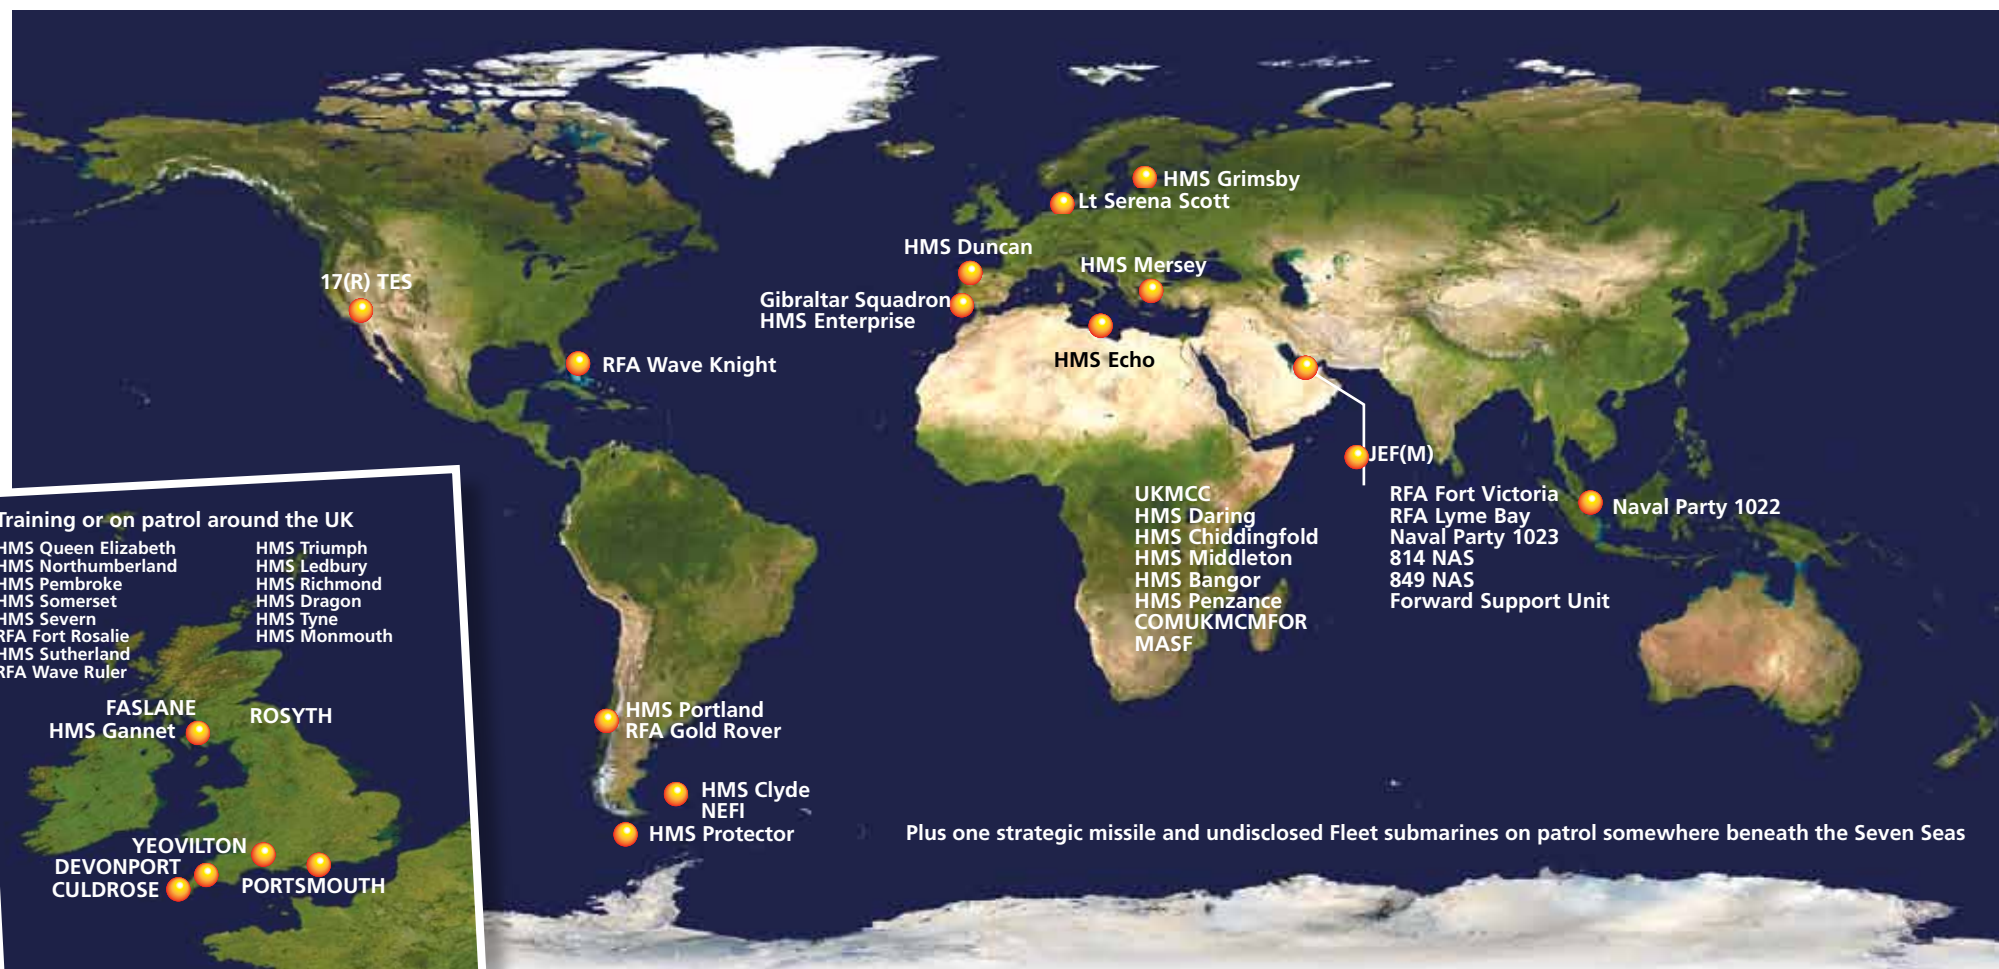 HMS Grimsby
Lt Serena Scott
HMS Duncan
HMS Mersey
17(R) TES
Gibraltar Squadron
HMS Enterprise
HMS Echo
RFA Wave Knight
JEF(M)
UKMCC
HMS Daring
HMS Chiddingfold
HMS Middleton
HMS Bangor
HMS Penzance
COMUKMCMFOR
MASF
RFA Fort Victoria
RFA Lyme Bay
Naval Party 1023
814 NAS
849 NAS
Forward Support Unit
Naval Party 1022
HMS Portland
RFA Gold Rover
HMS Clyde
NEFI
HMS Protector
Plus one strategic missile and undisclosed Fleet submarines on patrol somewhere beneath the Seven Seas
Training or on patrol around the UK
HMS Queen Elizabeth
HMS Northumberland
HMS Pembroke
HMS Somerset
HMS Severn
RFA Fort Rosalie
HMS Sutherland
RFA Wave Ruler
HMS Triumph
HMS Ledbury
HMS Richmond
HMS Dragon
HMS Tyne
HMS Monmouth
FASLANE
HMS Gannet
ROSYTH
YEOVILTON
DEVONPORT
CULDROSE
PORTSMOUTH